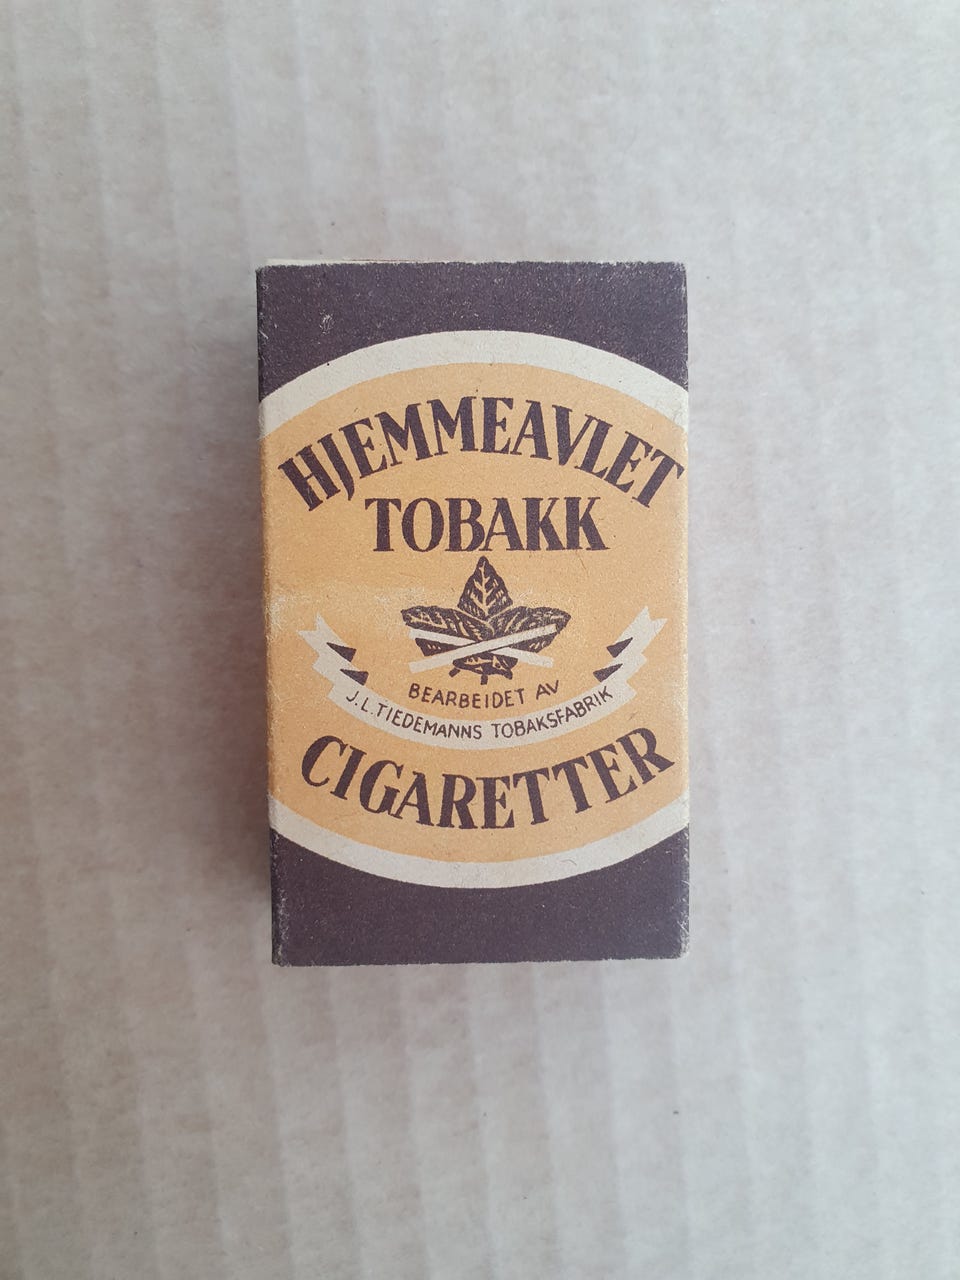 HJEMMEAVLET
TOBAKK
BEARBEIDET AV
J.L.TIEDEMANNS TOBAKSFABRIK
CIGARETTER